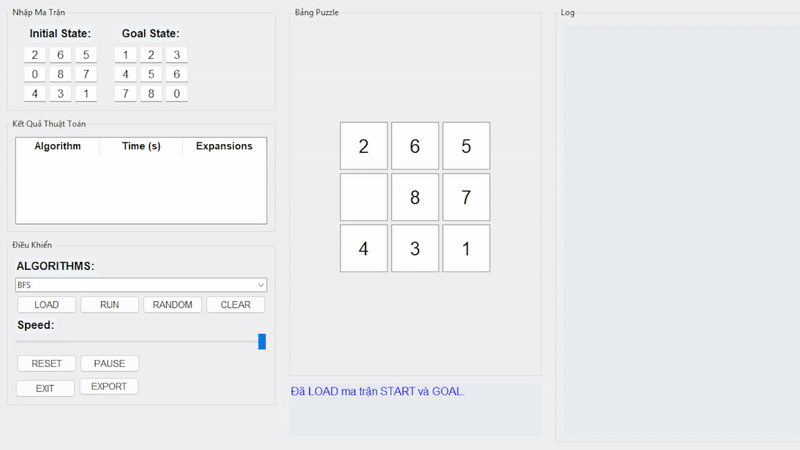 Nhập Ma Trận
Initial State: Goal State:
2 6 5 1 2 3
0 8 7 4 5 6
4 3 1 7 8 0
Kết Quả Thuật Toán
Algorithm Time (s) Expansions
Điều Khiển
ALGORITHMS:
BFS
LOAD RUN RANDOM CLEAR
Speed:
RESET PAUSE
EXIT EXPORT
Bảng Puzzle
2 6 5
8 7
4 3 1
Đã LOAD ma trận START và GOAL.
Log